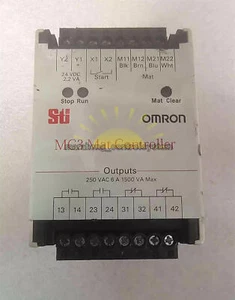 Y2 Y1 X3 X2 M11 M12 M21 M22
24 VDC Start Blk Brn Blu Wht
2.2 VA Mat
Stop Run Mat Clear
Sti OMRON
MC3 Mat Controller
Outputs
250 VAC 6 A 1500 VA Max
13 14 23 24 31 32 41 42